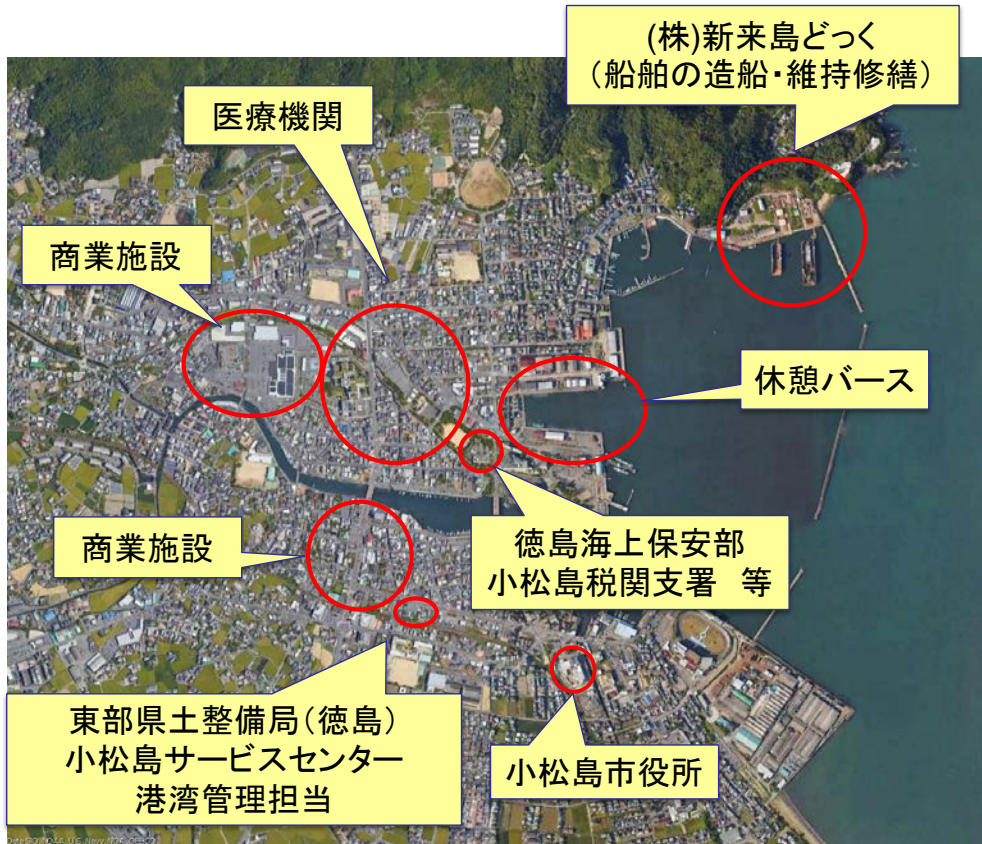 (株)新来島どっく
(船舶の造船・維持修繕)
医療機関
商業施設
休憩バース
商業施設
徳島海上保安部
小松島税関支署　等
東部県土整備局(徳島)
小松島サービスセンター
港湾管理担当
小松島市役所